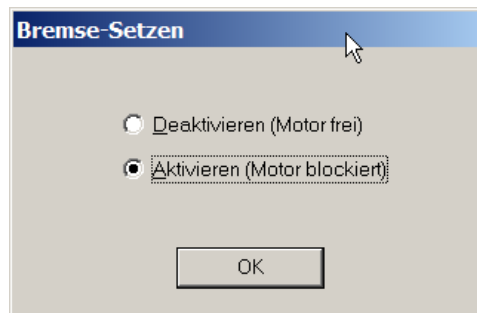 Bremse-Setzen
Deaktivieren (Motor frei)
Aktivieren (Motor blockiert)
OK